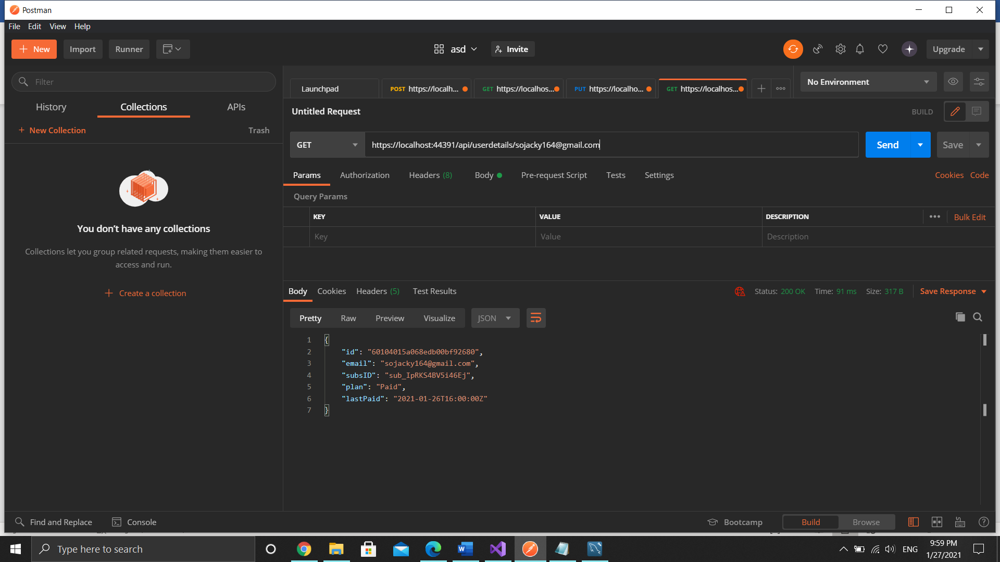 Postman
File Edit View Help
New Import Runner
asd Invite
Upgrade
Filter
History Collections APIs
New Collection Trash
You don't have any collections
Collections let you group related requests, making them easier to
access and run.
Create a collection
Launchpad POST https://localh... GET https://localhos... PUT https://localho... GET https://localhos...
No Environment
Untitled Request BUILD
GET https://localhost:44391/api/userdetails/sojacky164@gmail.com Send Save
Params Authorization Headers (8) Body Pre-request Script Tests Settings Cookies Code
Query Params
KEY VALUE DESCRIPTION Bulk Edit
Key Value Description
Body Cookies Headers (5) Test Results Status: 200 OK Time: 91 ms Size: 317 B Save Response
Pretty Raw Preview Visualize JSON
1 {
2 "id": "60104015a068edb00bf92680",
3 "email": "sojacky164@gmail.com",
4 "subsID": "sub_IpRKS4BV5i46Ej",
5 "plan": "Paid",
6 "lastPaid": "2021-01-26T16:00:00Z"
7 }
Find and Replace Console Bootcamp Build Browse
Type here to search
ENG
9:59 PM
1/27/2021